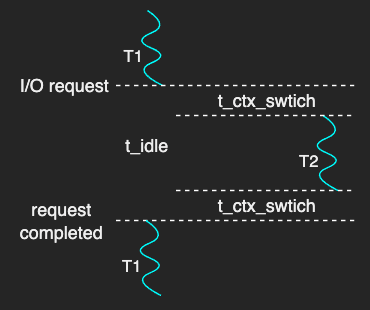 T1
I/O request
t_ctx_swtich
t_idle
T2
t_ctx_swtich
request
completed
T1